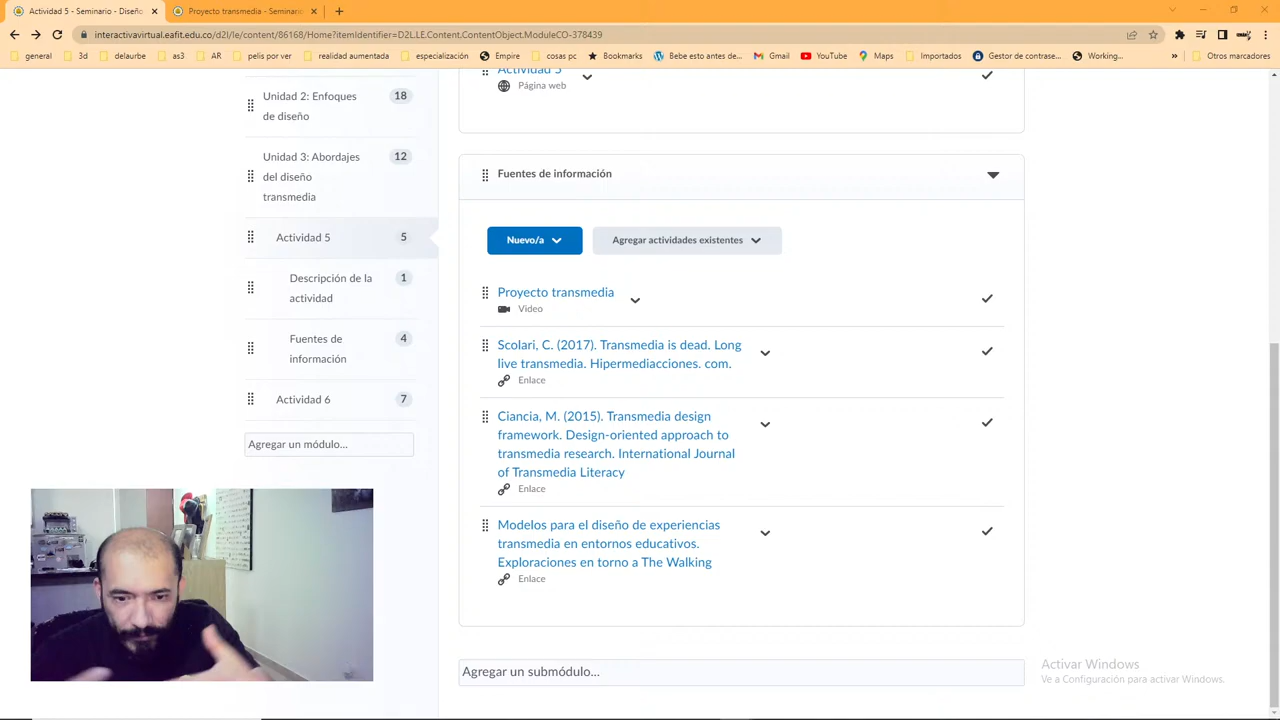 Actividad 5 - Seminario - Diseño
Proyecto transmedia - Seminario
interactivavirtual.eafit.edu.co/d2l/le/content/86168/Home?itemIdentifier=D2L.LE.Content.ContentObject.ModuleCO-378439
general
3d
delaurbe
as3
AR
pelis por ver
realidad aumentada
especialización
Empire
cosas pc
Bookmarks
Bebe esto antes de...
Gmail
YouTube
Maps
Importados
Gestor de contrase...
Working...
Otros marcadores
Unidad 2: Enfoques
de diseño
18
Unidad 3: Abordajes
del diseño
transmedia
12
Actividad 5
5
Descripción de la
actividad
1
Fuentes de
información
4
Actividad 6
7
Agregar un módulo...
Actividad 5
Página web
Fuentes de información
Nuevo/a
Agregar actividades existentes
Proyecto transmedia
Video
Scolari, C. (2017). Transmedia is dead. Long
live transmedia. Hipermediacciones. com.
Enlace
Ciancia, M. (2015). Transmedia design
framework. Design-oriented approach to
transmedia research. International Journal
of Transmedia Literacy
Enlace
Modelos para el diseño de experiencias
transmedia en entornos educativos.
Exploraciones en torno a The Walking
Enlace
Agregar un submódulo...
Activar Windows
Ve a Configuración para activar Windows.